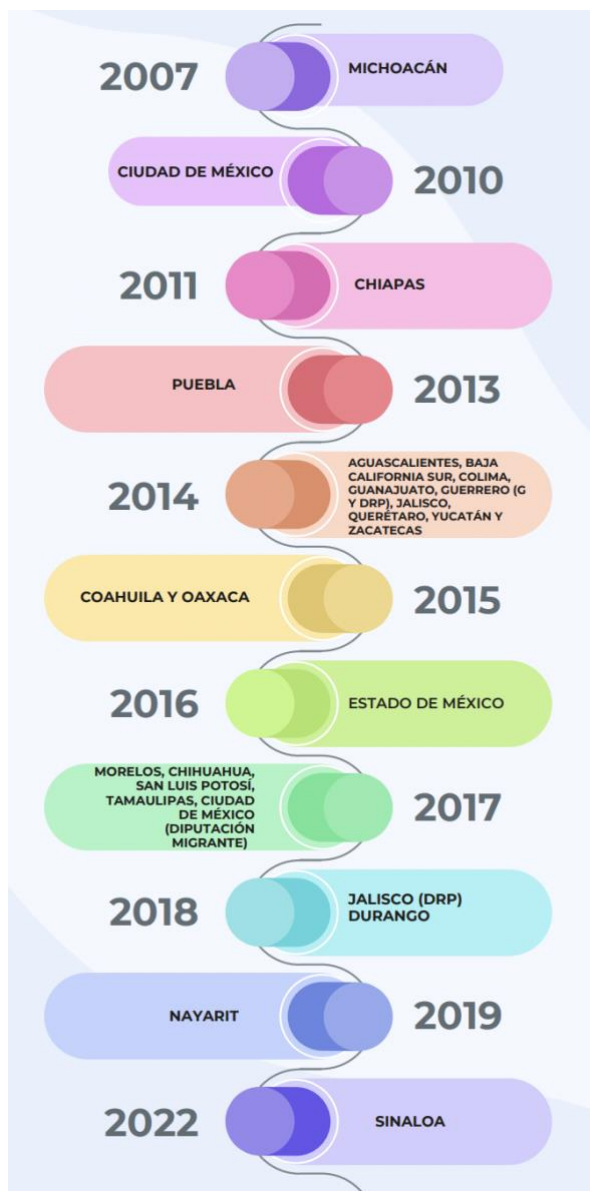 2007
MICHOACÁN
CIUDAD DE MÉXICO
2010
2011
CHIAPAS
PUEBLA
2013
2014
AGUASCALIENTES, BAJA
CALIFORNIA SUR, COLIMA,
GUANAJUATO, GUERRERO (G
Y DRP), JALISCO,
QUERÉTARO, YUCATÁN Y
ZACATECAS
COAHUILA Y OAXACA
2015
2016
ESTADO DE MÉXICO
MORELOS, CHIHUAHUA,
SAN LUIS POTOSÍ,
TAMAULIPAS, CIUDAD
DE MÉXICO
(DIPUTACIÓN
MIGRANTE)
2017
2018
JALISCO (DRP)
DURANGO
NAYARIT
2019
2022
SINALOA